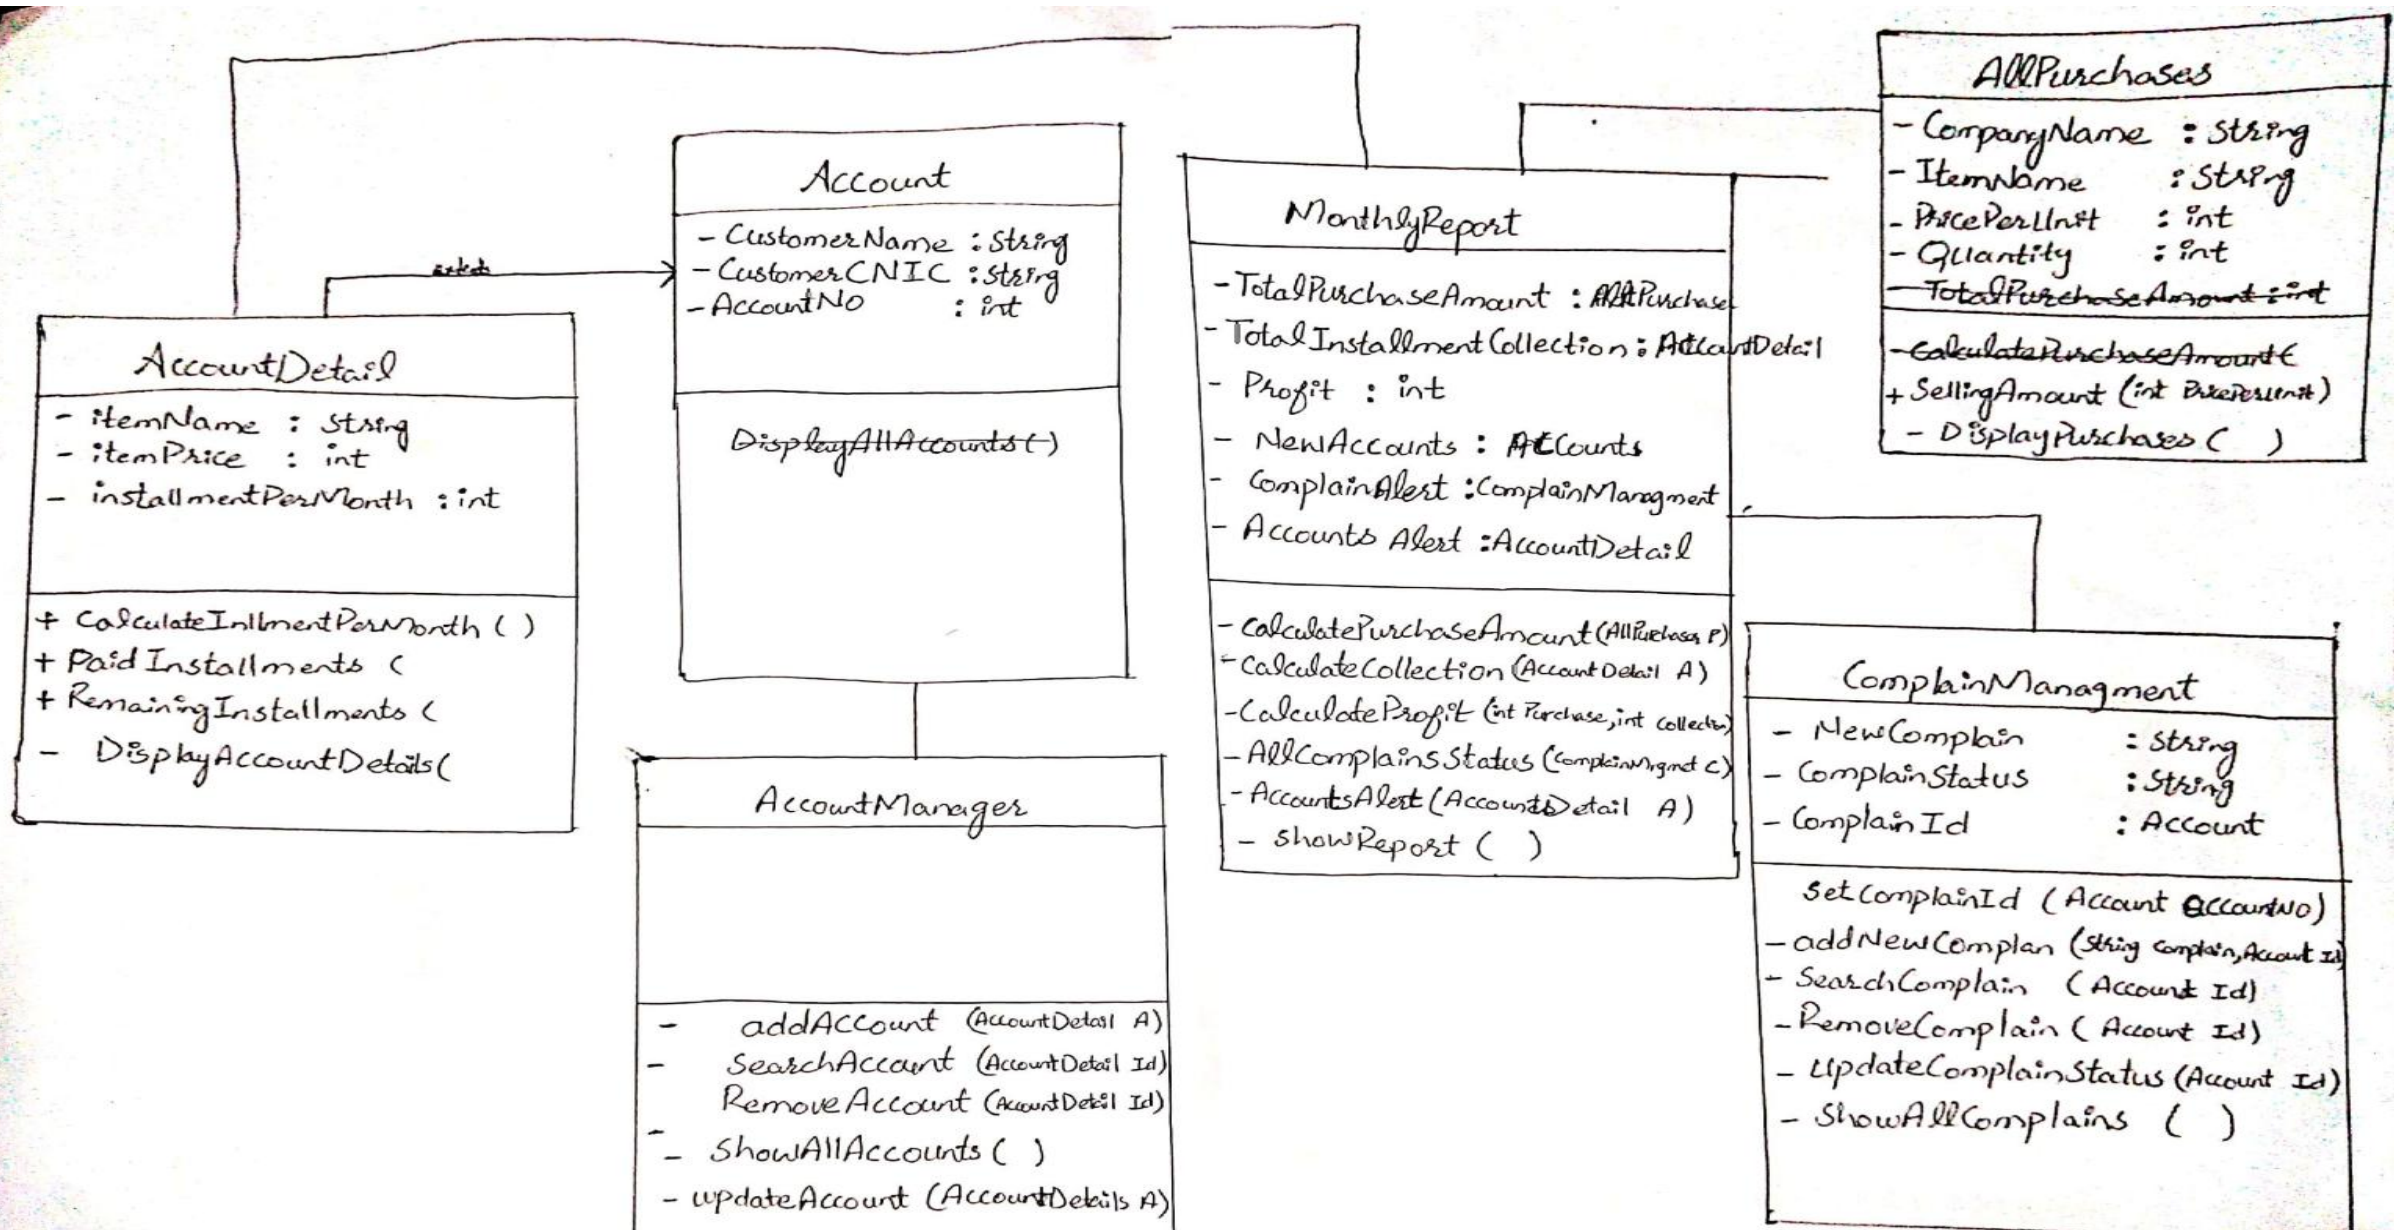 AccountDetail
- itemName : String
- itemPrice : int
- installmentPerMonth : int
+ CalculateInllmentPerMonth ( )
+ Paid Installments (
+ RemainingInstallments (
- DisplayAccountDetails(
Account
- CustomerName : String
- CustomerCNIC : String
- AccountNo : int
DisplayAllAccounts()
AccountManager
- addAccount (AccountDetail A)
- SearchAccount (AccountDetail Id)
RemoveAccount (AccountDetail Id)
-
- ShowAllAccounts ( )
- updateAccount (AccountDetails A)
MonthlyReport
- TotalPurchaseAmount : AllPurchase
- TotalInstallmentCollection : AccountDetail
- Profit : int
- NewAccounts : Accounts
- ComplainAlert : ComplainManagment
- Accounts Alert : AccountDetail
- CalculatePurchaseAmount (AllPurchases P)
- CalculateCollection (AccountDetail A)
- CalculateProfit (int Purchase, int collection)
- AllComplainsStatus (ComplainMgmt C)
- AccountsAlert (AccountsDetail A)
- showReport ( )
AllPurchases
- CompanyName : String
- ItemName : String
- PricePerUnit : int
- Quantity : int
- TotalPurchaseAmount : int
- CalculatePurchaseAmount (
+ SellingAmount (int PricePerUnit)
- DisplayPurchases ( )
ComplainManagment
- NewComplain : String
- ComplainStatus : String
- ComplainId : Account
SetComplainId (Account AccountNo)
- addNewComplan (String Complain, Account Id)
- SearchComplain (Account Id)
- RemoveComplain ( Account Id)
- UpdateComplainStatus (Account Id)
- ShowAllComplains ( )